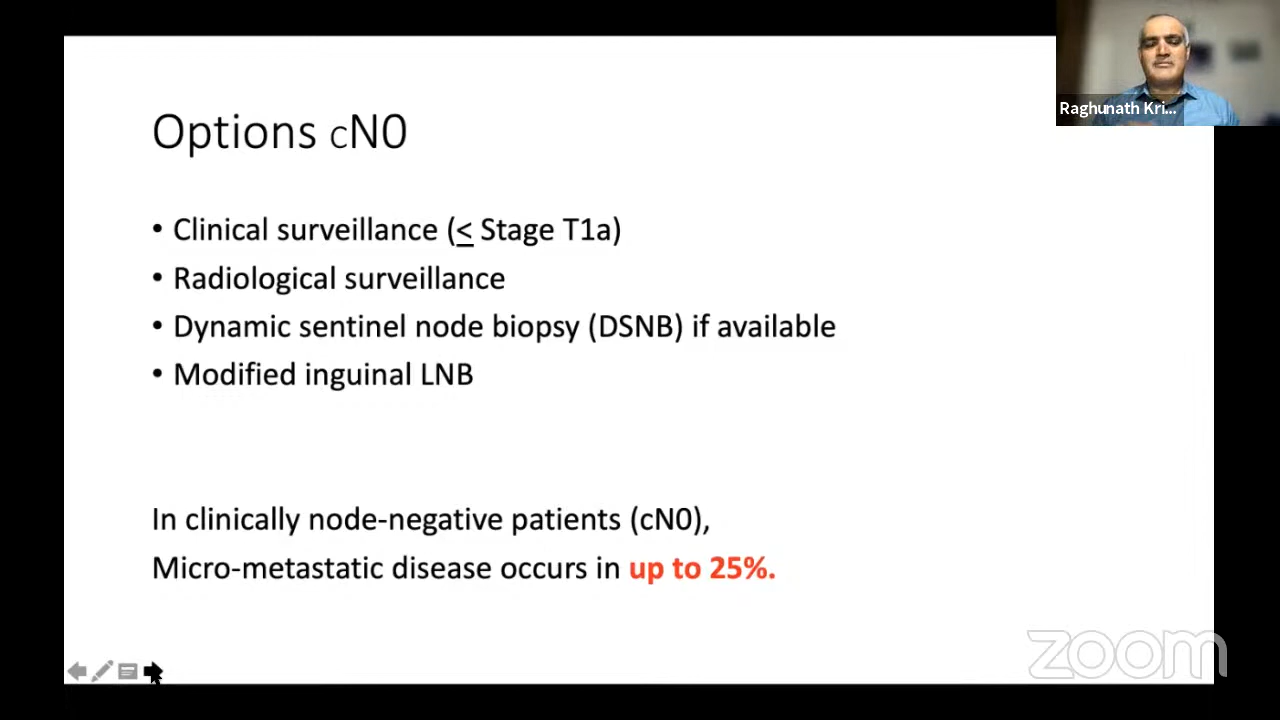 Raghunath Kri...
Options cN0
• Clinical surveillance (≤ Stage T1a)
• Radiological surveillance
• Dynamic sentinel node biopsy (DSNB) if available
• Modified inguinal LNB
In clinically node-negative patients (cN0),
Micro-metastatic disease occurs in up to 25%.
zoom